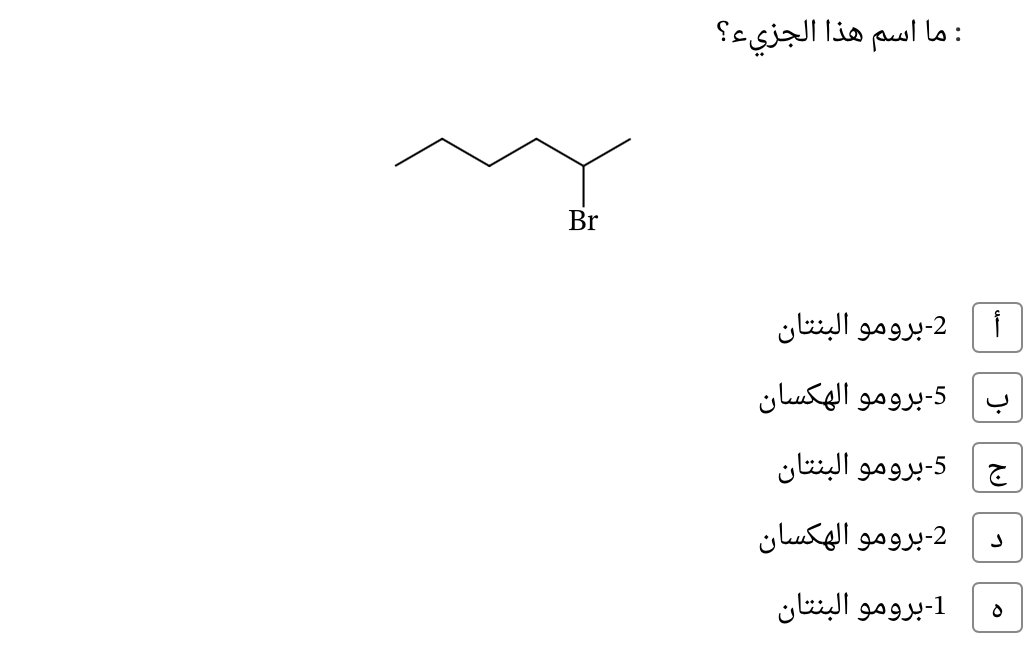 : ما اسم هذا الجزيء؟
Br
أ 2-برومو البنتان
ب 5-برومو الهكسان
ج 5-برومو البنتان
د 2-برومو الهكسان
ه 1-برومو البنتان